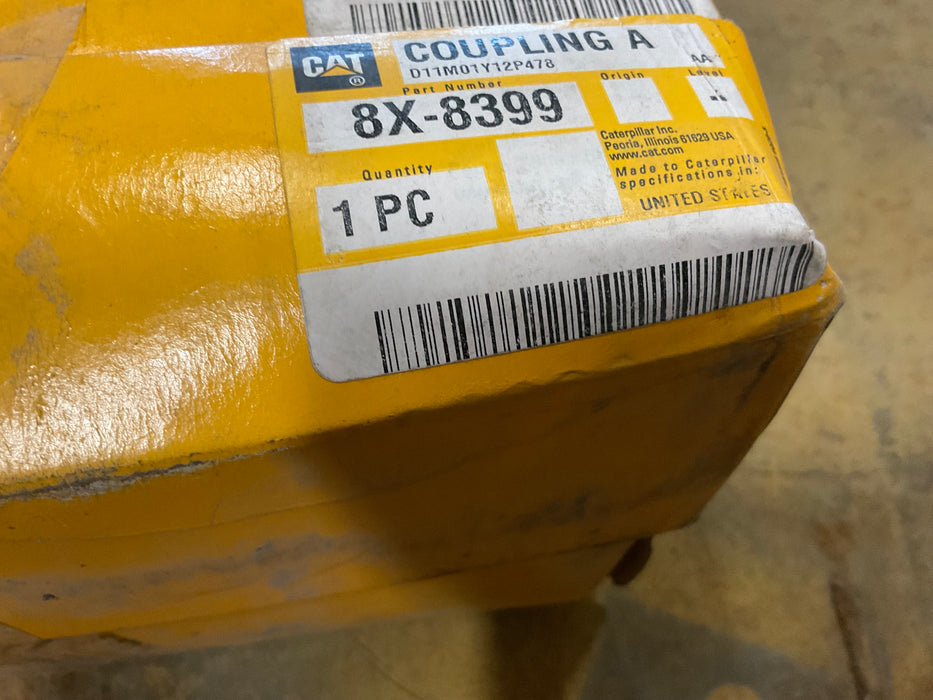 CAT
®
COUPLING A
D11M01Y12P478
Part Number
8X-8399
Origin
Level
Caterpillar Inc.
Peoria, Illinois 61629 USA
www.cat.com
Made to Caterpillar
specifications in:
UNITED STATES
Quantity
1 PC